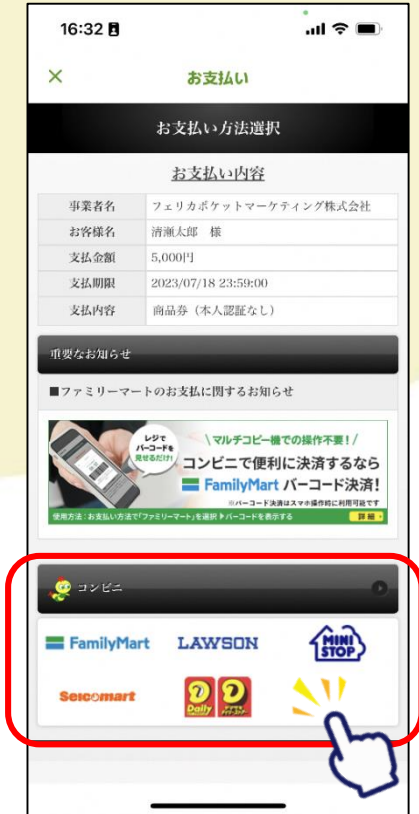 16:32
お支払い
お支払い方法選択
お支払い内容
事業者名 フェリカポケットマーケティング株式会社
お客様名 清瀬太郎 様
支払金額 5,000円
支払期限 2023/07/18 23:59:00
支払内容 商品券（本人認証なし）
重要なお知らせ
■ファミリーマートのお支払に関するお知らせ
レジで
バーコードを
見せるだけ!
\ マルチコピー機での操作不要! /
コンビニで便利に決済するなら
FamilyMart バーコード決済!
※バーコード決済はスマホ操作時に利用可能です
使用方法：お支払い方法で「ファミリーマート」を選択▶バーコードを表示する 詳細
コンビニ
FamilyMart LAWSON MINI STOP
Seicomart Daily